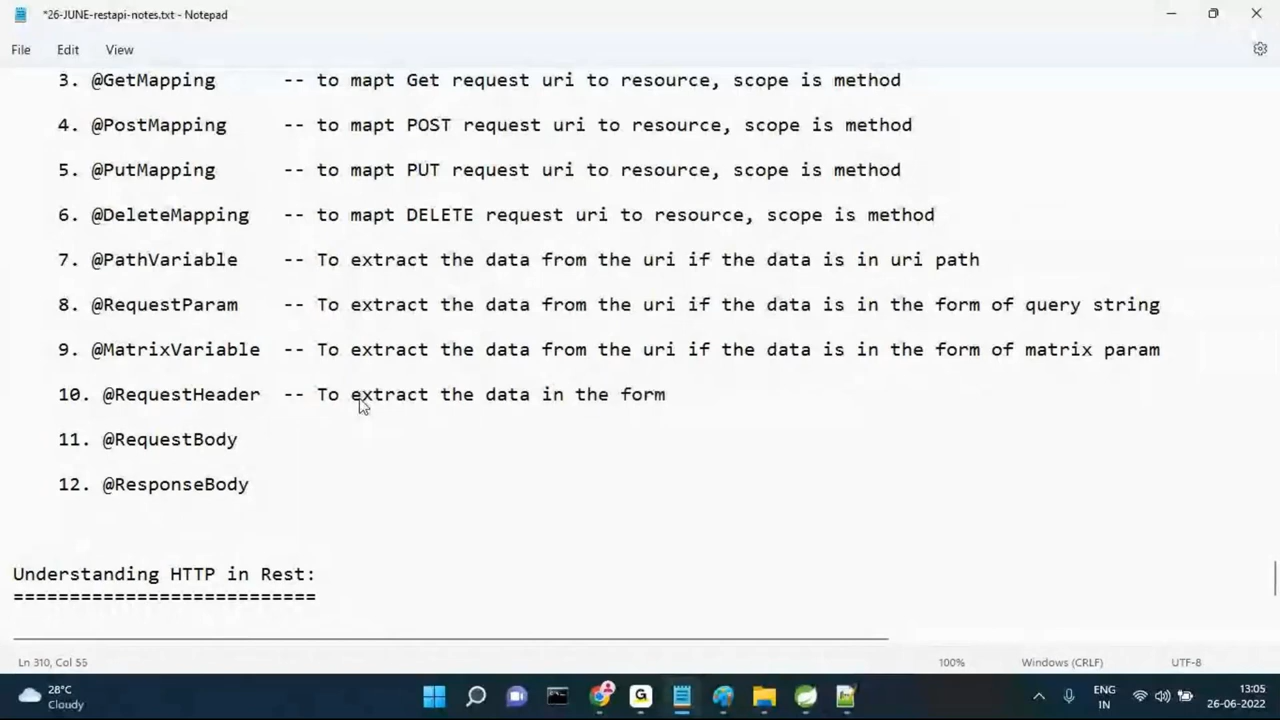 *26-JUNE-restapi-notes.txt - Notepad
File Edit View
3. @GetMapping -- to mapt Get request uri to resource, scope is method
4. @PostMapping -- to mapt POST request uri to resource, scope is method
5. @PutMapping -- to mapt PUT request uri to resource, scope is method
6. @DeleteMapping -- to mapt DELETE request uri to resource, scope is method
7. @PathVariable -- To extract the data from the uri if the data is in uri path
8. @RequestParam -- To extract the data from the uri if the data is in the form of query string
9. @MatrixVariable -- To extract the data from the uri if the data is in the form of matrix param
10. @RequestHeader -- To extract the data in the form
11. @RequestBody
12. @ResponseBody
Understanding HTTP in Rest:
===========================
Ln 310, Col 55 100% Windows (CRLF) UTF-8
28°C
Cloudy
G
ENG
IN
13:05
26-06-2022